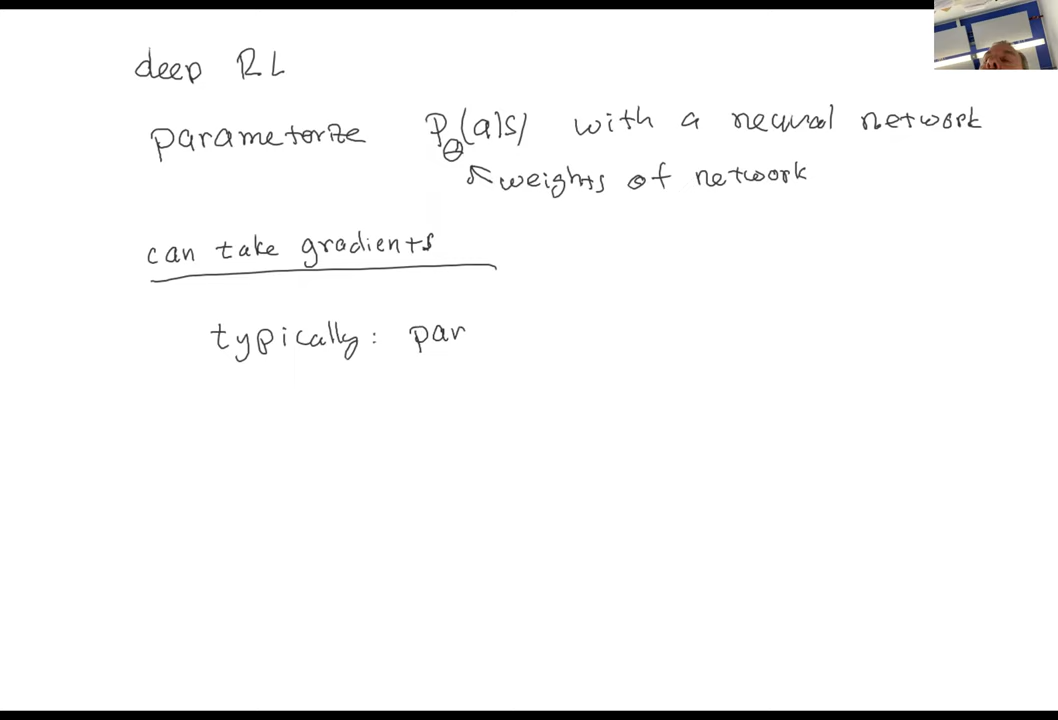 deep RL
parameterize P_θ(a|s) with a neural network
↖ weights of network
can take gradients
typically: par